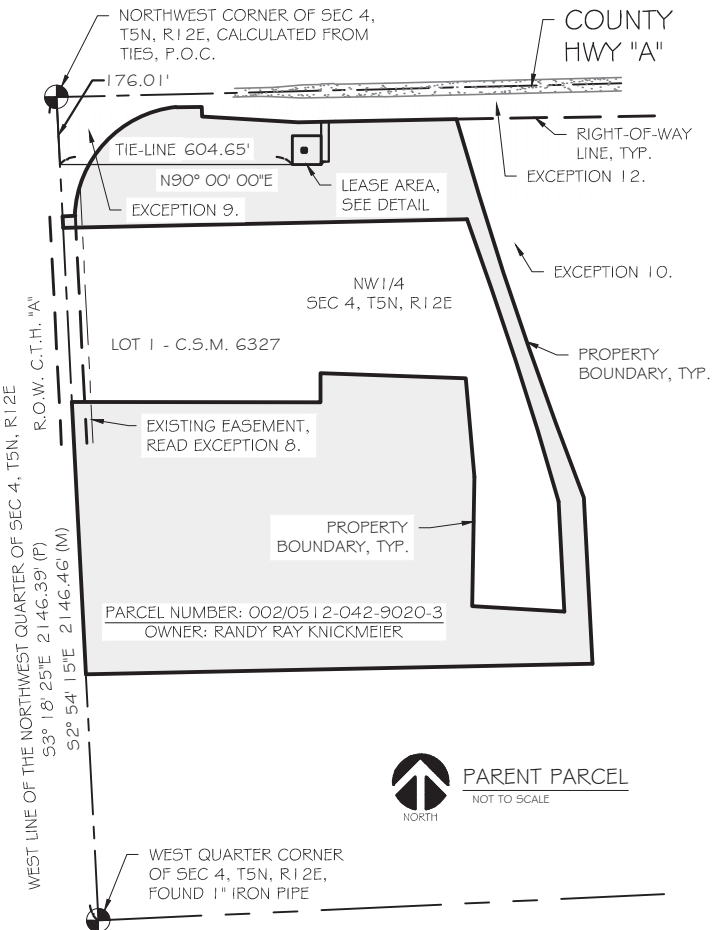 NORTHWEST CORNER OF SEC 4,
T5N, R12E, CALCULATED FROM
TIES, P.O.C.
COUNTY
HWY "A"
176.01'
TIE-LINE 604.65'
N90° 00' 00"E
RIGHT-OF-WAY
LINE, TYP.
EXCEPTION 12.
LEASE AREA,
SEE DETAIL
EXCEPTION 9.
EXCEPTION 10.
NW1/4
SEC 4, T5N, R12E
LOT 1 - C.S.M. 6327
PROPERTY
BOUNDARY, TYP.
R.O.W. C.T.H. "A"
EXISTING EASEMENT,
READ EXCEPTION 8.
WEST LINE OF THE NORTHWEST QUARTER OF SEC 4, T5N, R12E
S3° 18' 25"E 2146.39' (P)
S2° 54' 15"E 2146.46' (M)
PROPERTY
BOUNDARY, TYP.
PARCEL NUMBER: 002/0512-042-9020-3
OWNER: RANDY RAY KNICKMEIER
NORTH
PARENT PARCEL
NOT TO SCALE
WEST QUARTER CORNER
OF SEC 4, T5N, R12E,
FOUND 1" IRON PIPE